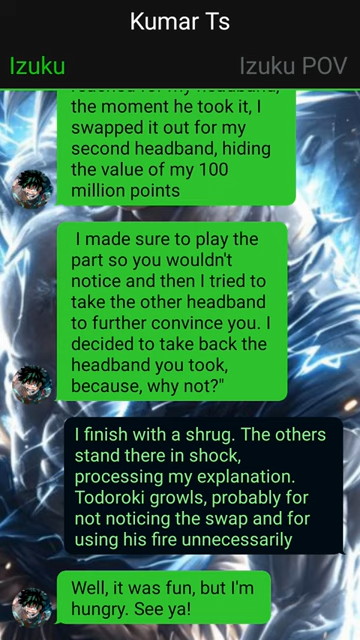 Kumar Ts
Izuku
Izuku POV
reached for my headband,
the moment he took it, I
swapped it out for my
second headband, hiding
the value of my 100
million points
I made sure to play the
part so you wouldn't
notice and then I tried to
take the other headband
to further convince you. I
decided to take back the
headband you took,
because, why not?"
I finish with a shrug. The others
stand there in shock,
processing my explanation.
Todoroki growls, probably for
not noticing the swap and for
using his fire unnecessarily
Well, it was fun, but I'm
hungry. See ya!